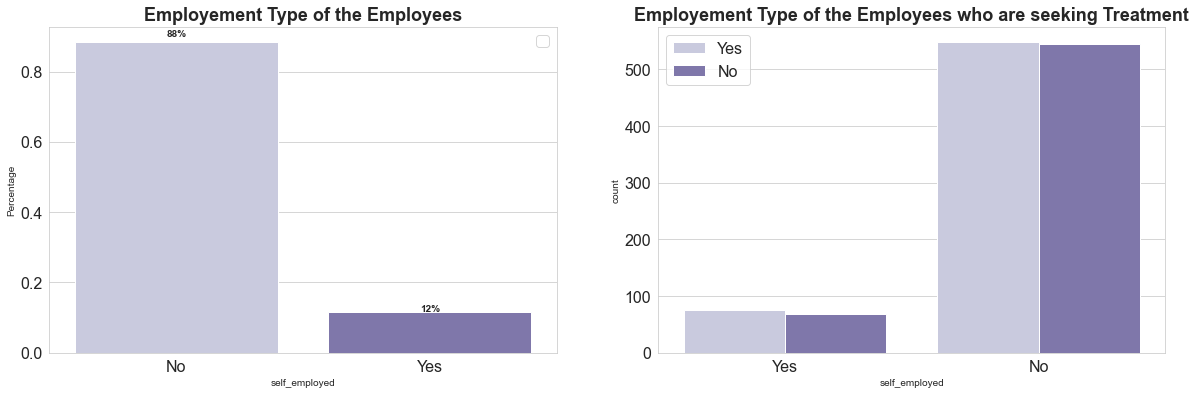 Employement Type of the Employees
88%
12%
0.8
0.6
0.4
0.2
0.0
Percentage
No
Yes
self_employed
Employement Type of the Employees who are seeking Treatment
Yes
No
500
400
300
200
100
0
count
Yes
No
self_employed